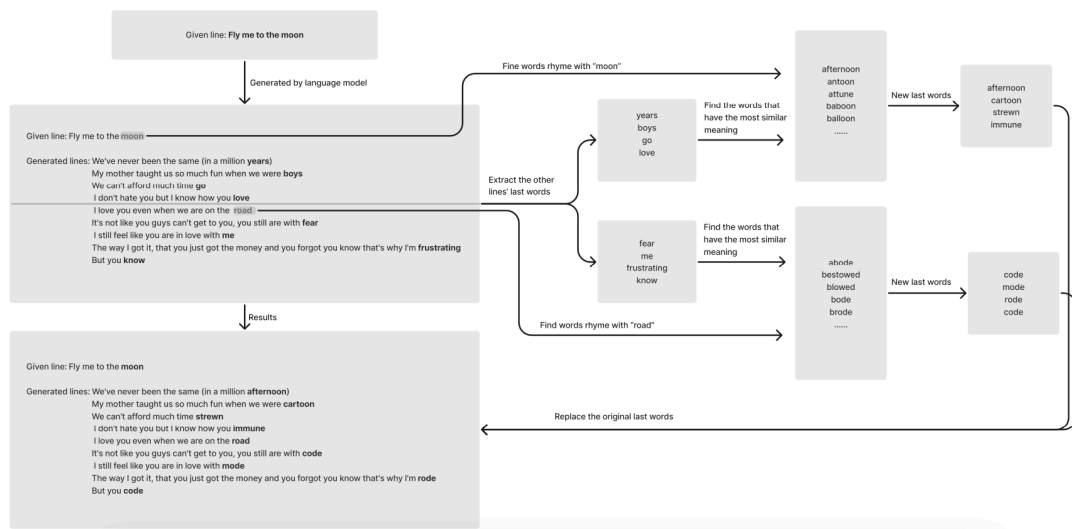 Given line: Fly me to the moon
Generated by language model
Given line: Fly me to the moon
Generated lines: We've never been the same (in a million years)
My mother taught us so much fun when we were boys
We can't afford much time go
I don't hate you but I know how you love
I love you even when we are on the road
It's not like you guys can't get to you, you still are with fear
I still feel like you are in love with me
The way I got it, that you just got the money and you forgot you know that's why I'm frustrating
But you know
Results
Given line: Fly me to the moon
Generated lines: We've never been the same (in a million afternoon)
My mother taught us so much fun when we were cartoon
We can't afford much time strewn
I don't hate you but I know how you immune
I love you even when we are on the road
It's not like you guys can't get to you, you still are with code
I still feel like you are in love with mode
The way I got it, that you just got the money and you forgot you know that's why I'm rode
But you code
Fine words rhyme with "moon"
Extract the other
lines' last words
years
boys
go
love
Find the words that
have the most similar
meaning
afternoon
antoon
attune
baboon
balloon
......
New last words
afternoon
cartoon
strewn
immune
fear
me
frustrating
know
Find the words that
have the most similar
meaning
abode
bestowed
blowed
bode
brode
......
New last words
code
mode
rode
code
Find words rhyme with "road"
Replace the original last words